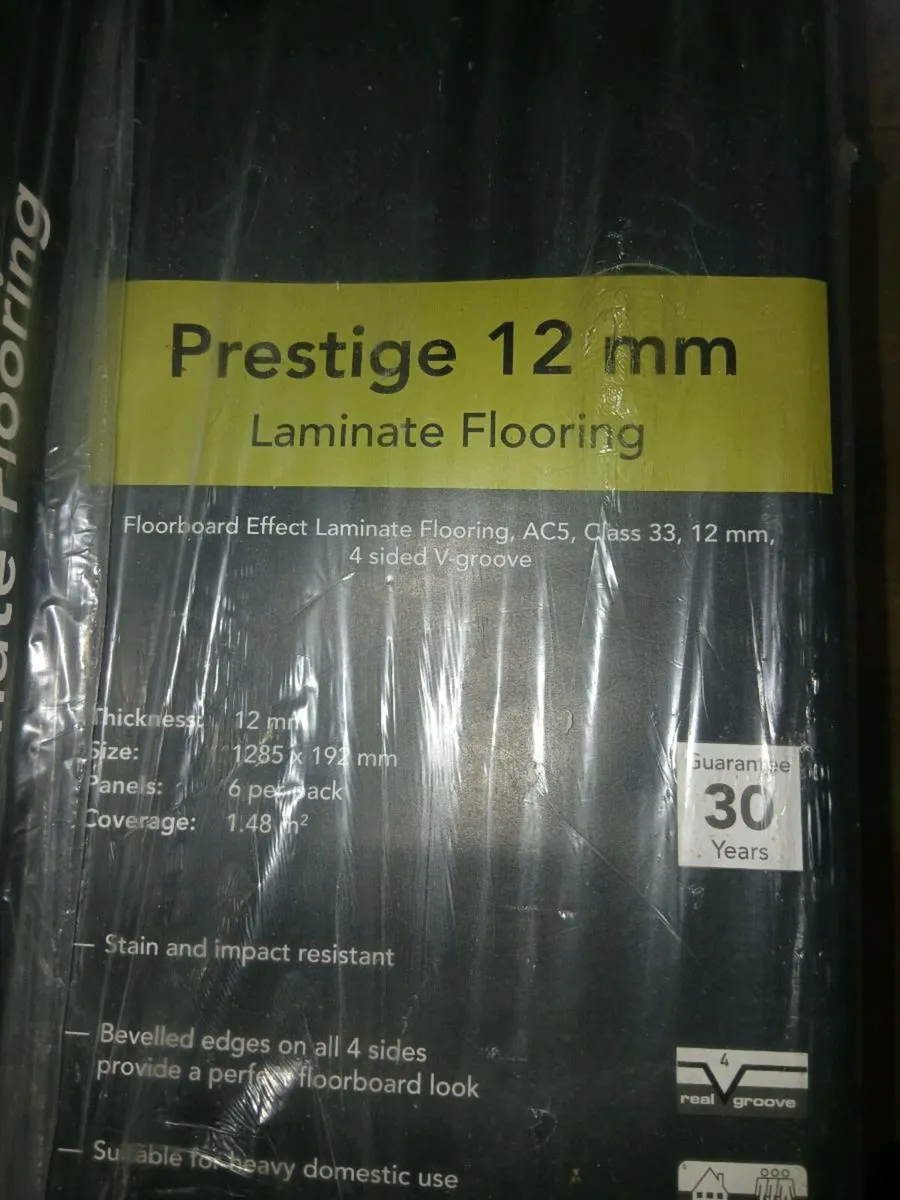 Flooring
Prestige 12 mm
Laminate Flooring
Floorboard Effect Laminate Flooring, AC5, Class 33, 12 mm,
4 sided V-groove
Thickness: 12 mm
Size: 1285 x 192 mm
Panels: 6 per pack
Coverage: 1.48 m²
Guarantee
30
Years
— Stain and impact resistant
— Bevelled edges on all 4 sides
provide a perfect floorboard look
4
real groove
— Suitable for heavy domestic use